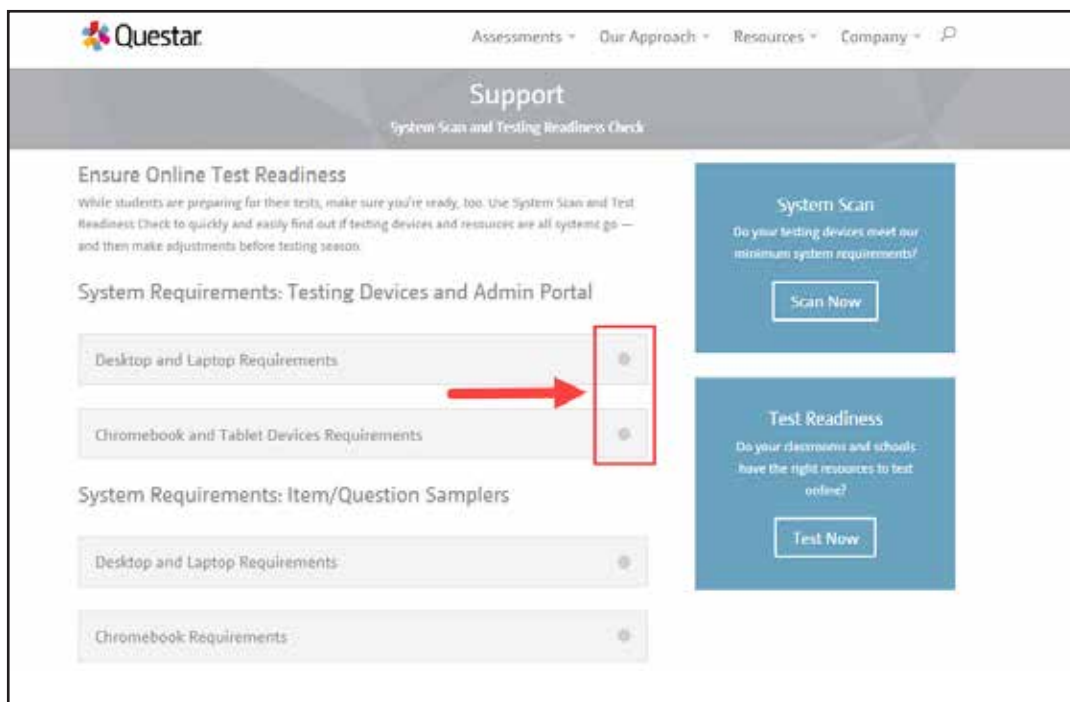 Questar
Assessments Our Approach Resources Company
Support
System Scan and Testing Readiness Check
Ensure Online Test Readiness
While students are preparing for their tests, make sure you're ready, too. Use System Scan and Test
Readiness Check to quickly and easily find out if testing devices and resources are all systems go —
and then make adjustments before testing season.
System Requirements: Testing Devices and Admin Portal
Desktop and Laptop Requirements
Chromebook and Tablet Devices Requirements
System Requirements: Item/Question Samplers
Desktop and Laptop Requirements
Chromebook Requirements
System Scan
Do your testing devices meet our
minimum system requirements?
Scan Now
Test Readiness
Do your classrooms and schools
have the right resources to test
online?
Test Now